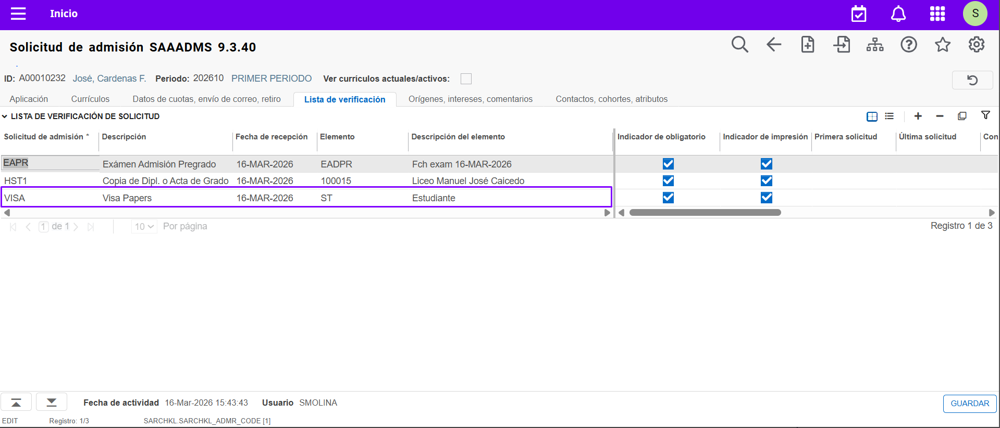 Inicio
S
Solicitud de admisión SAAADMS 9.3.40
ID: A00010232 José, Cardenas F. Periodo: 202610 PRIMER PERIODO Ver currículos actuales/activos:
Aplicación Currículos Datos de cuotas, envío de correo, retiro Lista de verificación Orígenes, intereses, comentarios Contactos, cohortes, atributos
LISTA DE VERIFICACIÓN DE SOLICITUD
Solicitud de admisión * Descripción Fecha de recepción Elemento Descripción del elemento Indicador de obligatorio Indicador de impresión Primera solicitud Última solicitud Con
EAPR Exámen Admisión Pregrado 16-MAR-2026 EADPR Fch exam 16-MAR-2026
HST1 Copia de Dipl. o Acta de Grado 16-MAR-2026 100015 Liceo Manuel José Caicedo
VISA Visa Papers 16-MAR-2026 ST Estudiante
1 de 1 10 Por página Registro 1 de 3
Fecha de actividad 16-Mar-2026 15:43:43 Usuario SMOLINA GUARDAR
EDIT Registro: 1/3 SARCHKL.SARCHKL_ADMR_CODE [1]